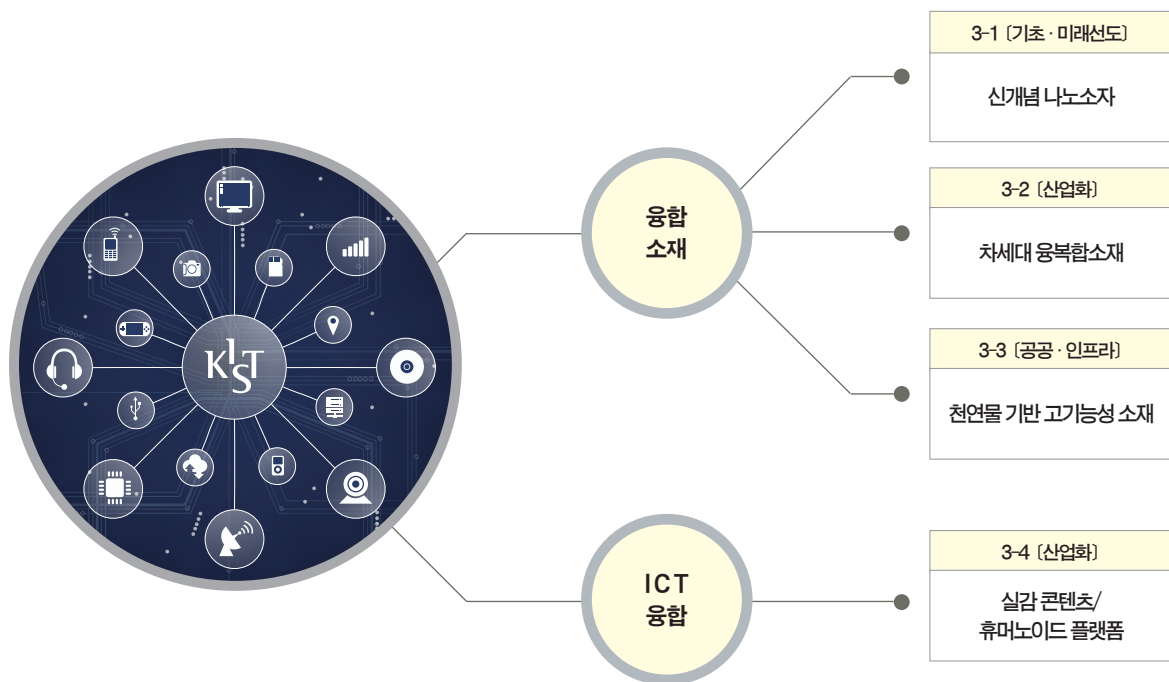 KIST
융합
소재
3-1 [기초 · 미래선도]
신개념 나노소자
3-2 [산업화]
차세대 융복합소재
3-3 [공공 · 인프라]
천연물 기반 고기능성 소재
ICT
융합
3-4 [산업화]
실감 콘텐츠/
휴머노이드 플랫폼